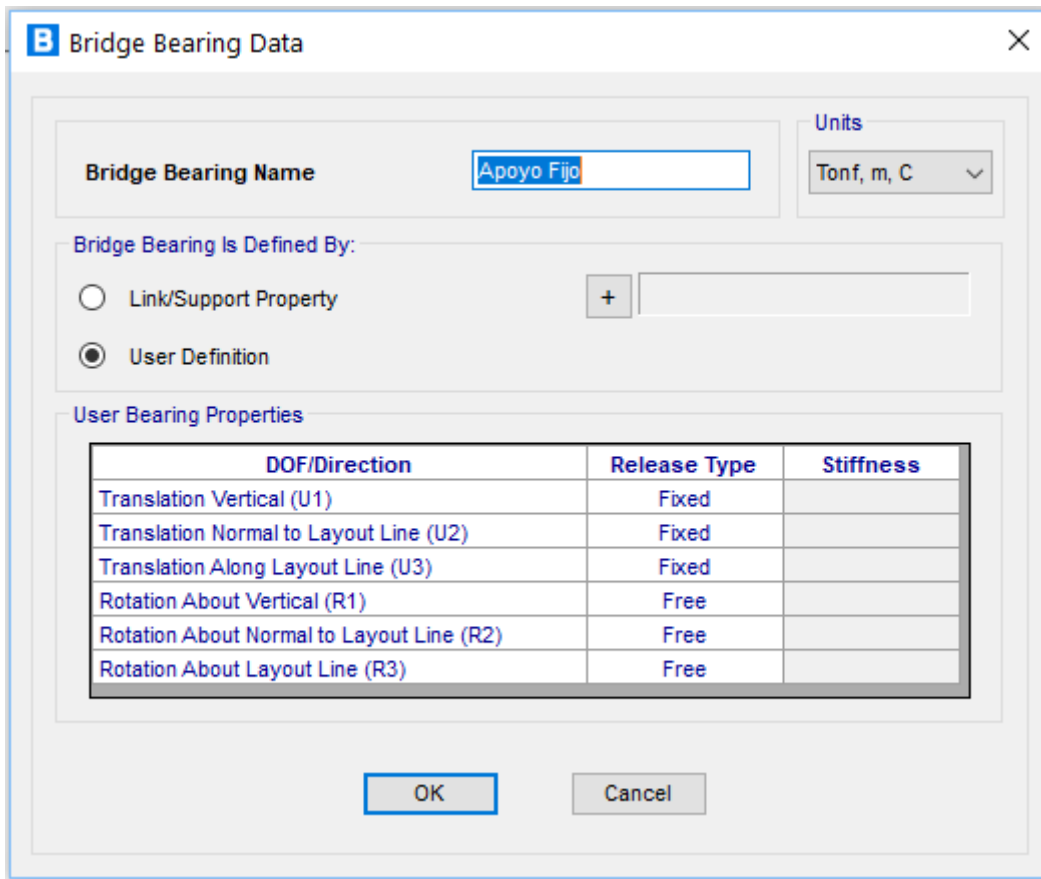 B Bridge Bearing Data
Units
Bridge Bearing Name Apoyo Fijo Tonf, m, C
Bridge Bearing Is Defined By:
Link/Support Property +
User Definition
User Bearing Properties
DOF/Direction Release Type Stiffness
Translation Vertical (U1) Fixed
Translation Normal to Layout Line (U2) Fixed
Translation Along Layout Line (U3) Fixed
Rotation About Vertical (R1) Free
Rotation About Normal to Layout Line (R2) Free
Rotation About Layout Line (R3) Free
OK Cancel